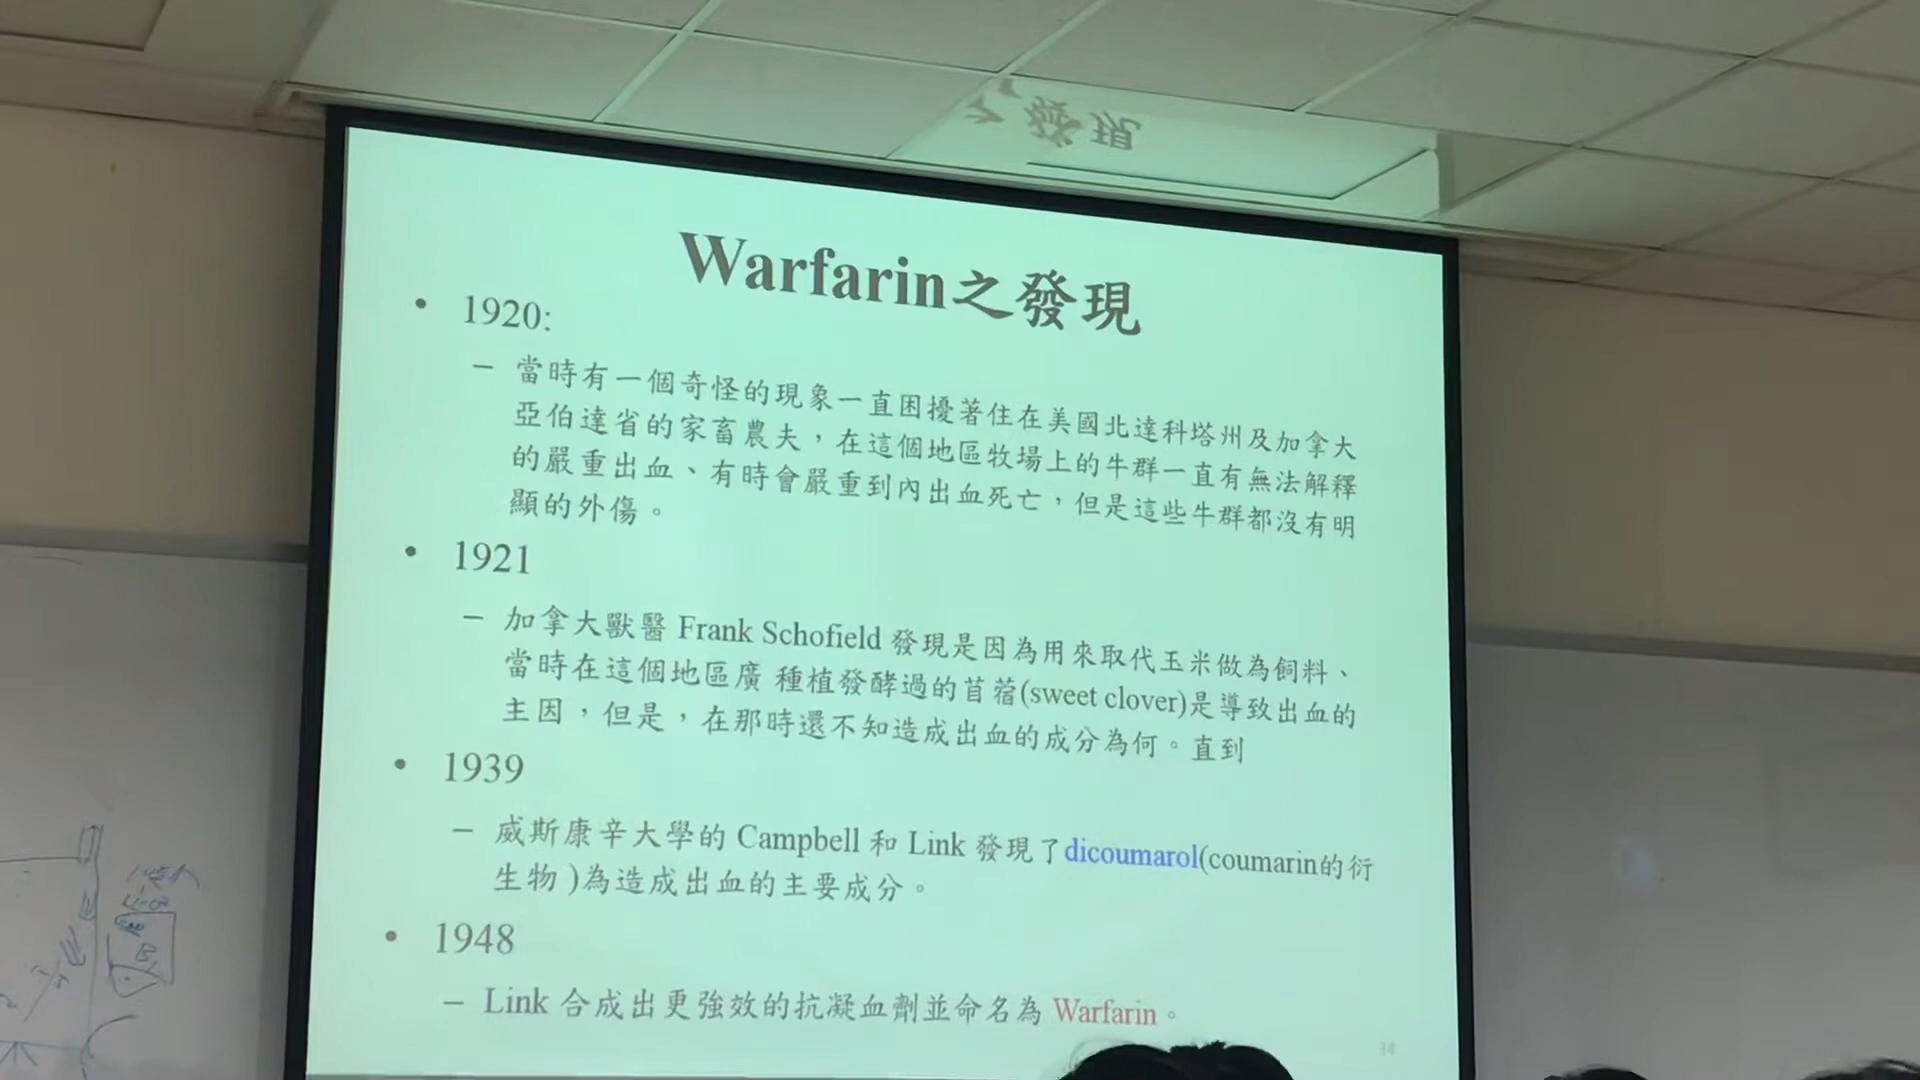 Warfarin之發現
• 1920:
– 當時有一個奇怪的現象一直困擾著住在美國北達科塔州及加拿大
亞伯達省的家畜農夫，在這個地區牧場上的牛群一直有無法解釋
的嚴重出血、有時會嚴重到內出血死亡，但是這些牛群都沒有明
顯的外傷。
• 1921
– 加拿大獸醫 Frank Schofield 發現是因為用來取代玉米做為飼料、
當時在這個地區廣 種植發酵過的苜蓿(sweet clover)是導致出血的
主因，但是，在那時還不知造成出血的成分為何。直到
• 1939
– 威斯康辛大學的 Campbell 和 Link 發現了dicoumarol(coumarin的衍
生物 )為造成出血的主要成分。
• 1948
– Link 合成出更強效的抗凝血劑並命名為 Warfarin。
34